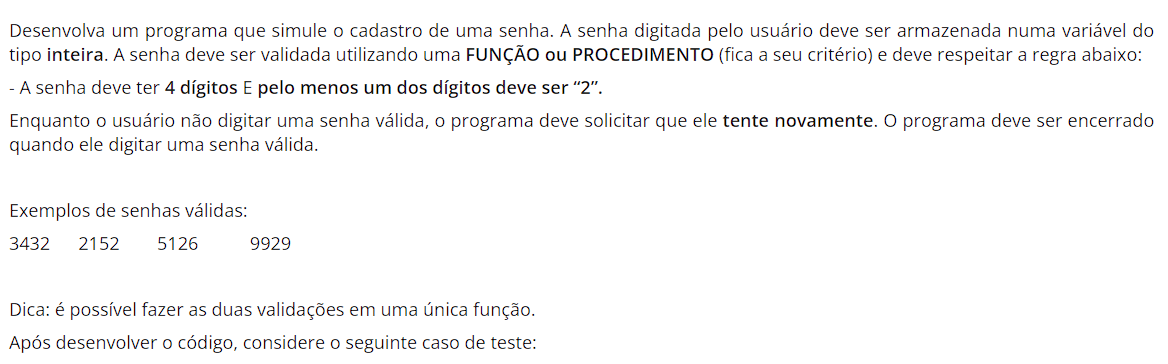 Desenvolva um programa que simule o cadastro de uma senha. A senha digitada pelo usuário deve ser armazenada numa variável do
tipo inteira. A senha deve ser validada utilizando uma FUNÇÃO ou PROCEDIMENTO (fica a seu critério) e deve respeitar a regra abaixo:
- A senha deve ter 4 dígitos E pelo menos um dos dígitos deve ser “2”.
Enquanto o usuário não digitar uma senha válida, o programa deve solicitar que ele tente novamente. O programa deve ser encerrado
quando ele digitar uma senha válida.
Exemplos de senhas válidas:
3432 2152 5126 9929
Dica: é possível fazer as duas validações em uma única função.
Após desenvolver o código, considere o seguinte caso de teste: